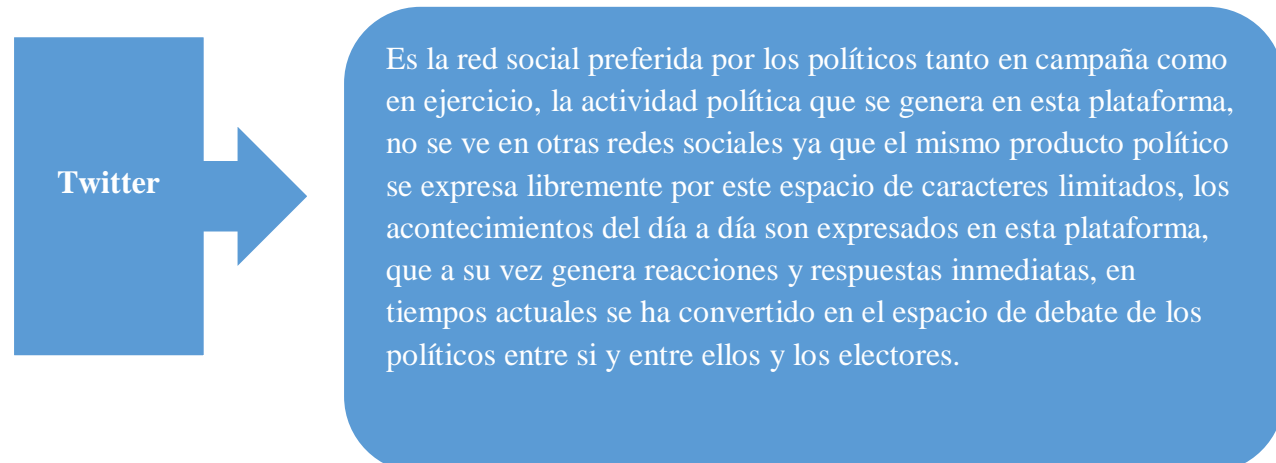 Twitter
Es la red social preferida por los políticos tanto en campaña como
en ejercicio, la actividad política que se genera en esta plataforma,
no se ve en otras redes sociales ya que el mismo producto político
se expresa libremente por este espacio de caracteres limitados, los
acontecimientos del día a día son expresados en esta plataforma,
que a su vez genera reacciones y respuestas inmediatas, en
tiempos actuales se ha convertido en el espacio de debate de los
políticos entre si y entre ellos y los electores.